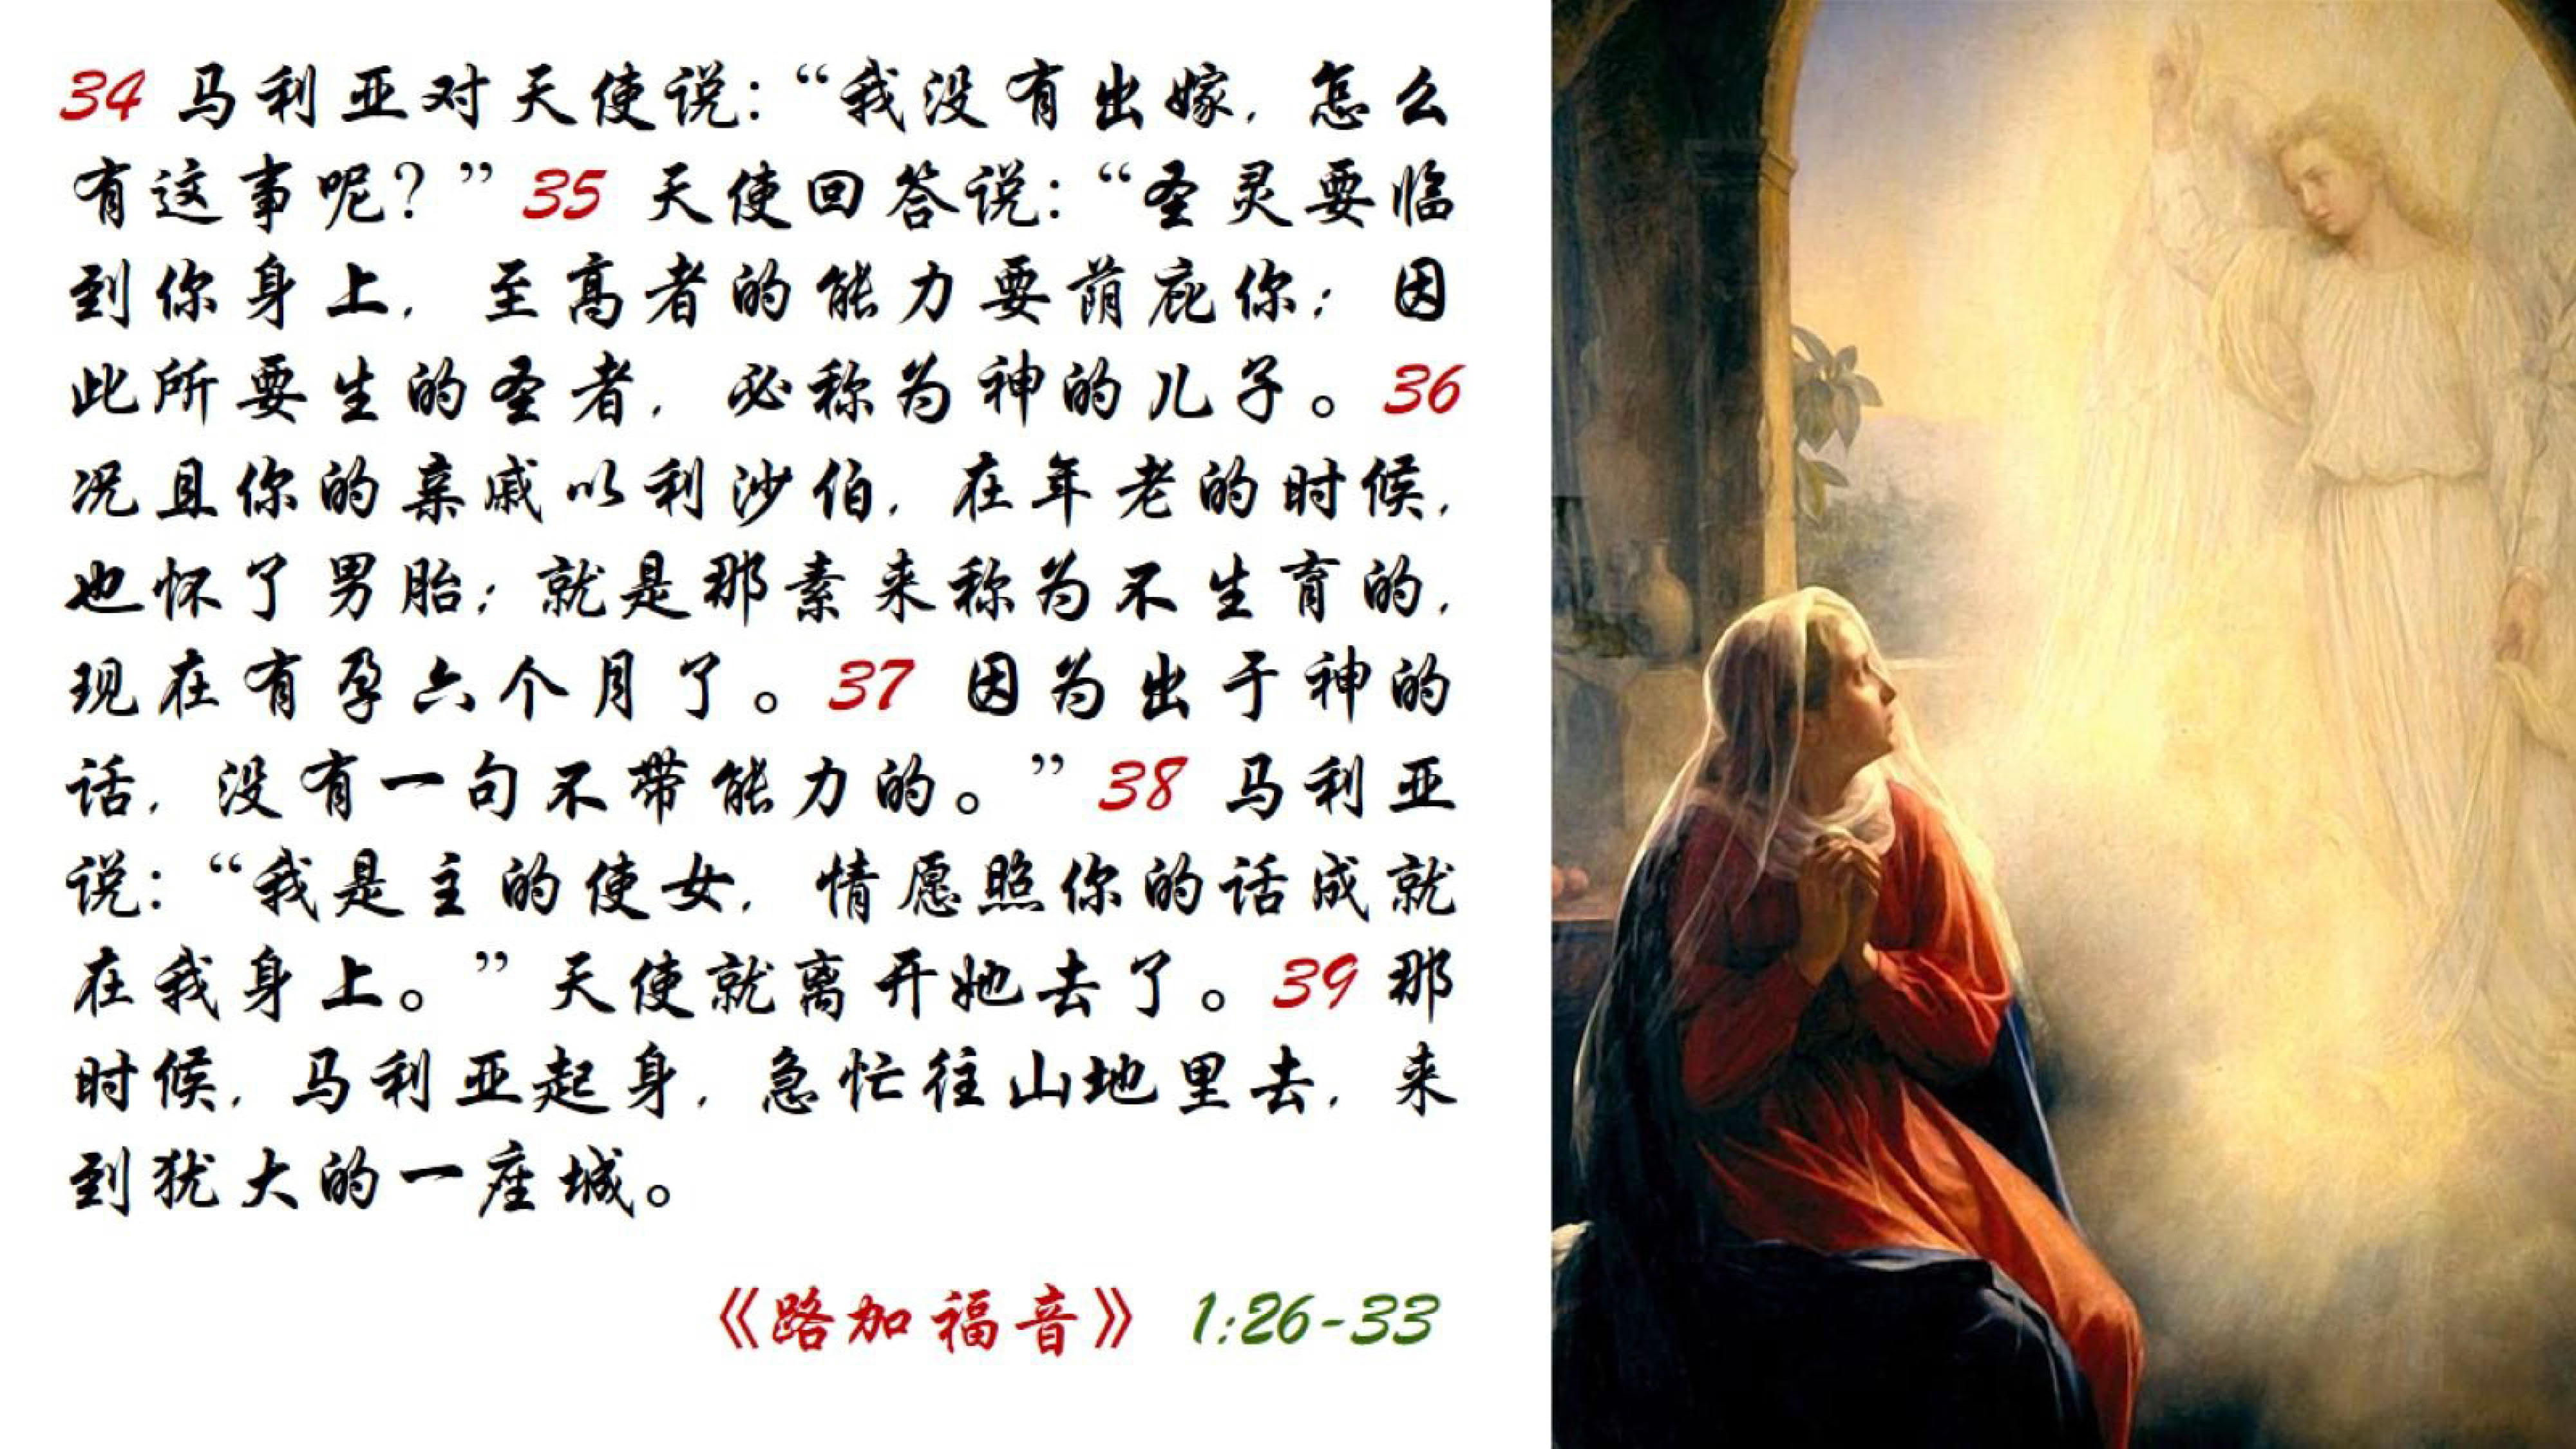 34 马利亚对天使说：“我没有出嫁，怎么
有这事呢？”35 天使回答说：“圣灵要临
到你身上，至高者的能力要荫庇你；因
此所要生的圣者，必称为神的儿子。36
况且你的亲戚以利沙伯，在年老的时候，
也怀了男胎；就是那素来称为不生育的，
现在有孕六个月了。37 因为出于神的
话，没有一句不带能力的。”38 马利亚
说：“我是主的使女，情愿照你的话成就
在我身上。”天使就离开她去了。39 那
时候，马利亚起身，急忙往山地里去，来
到犹大的一座城。
《路加福音》 1:26-33